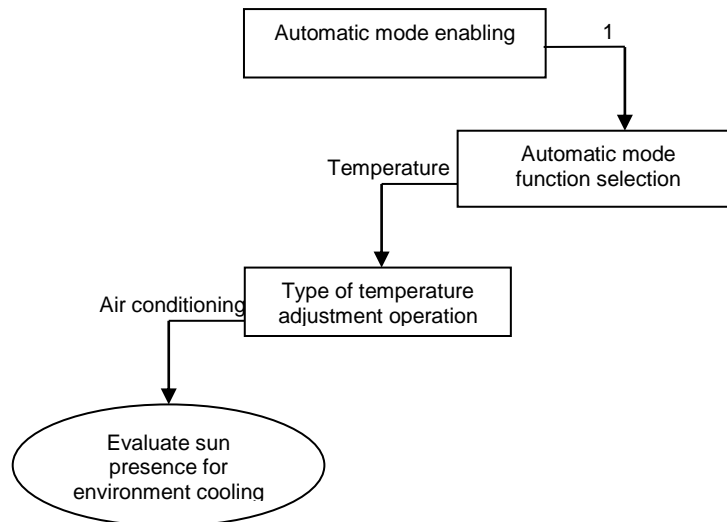 Automatic mode enabling
1
Automatic mode
function selection
Temperature
Type of temperature
adjustment operation
Air conditioning
Evaluate sun
presence for
environment cooling